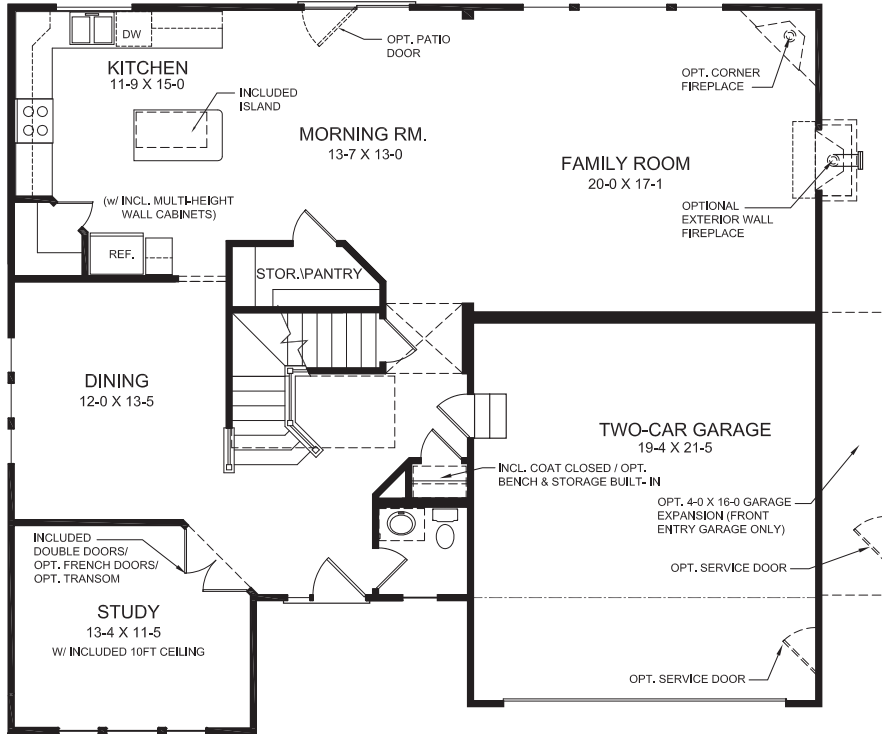 DW
OPT. PATIO
DOOR
KITCHEN
11-9 X 15-0
OPT. CORNER
FIREPLACE
INCLUDED
ISLAND
MORNING RM.
13-7 X 13-0
FAMILY ROOM
20-0 X 17-1
(w/ INCL. MULTI-HEIGHT
WALL CABINETS)
OPTIONAL
EXTERIOR WALL
FIREPLACE
REF.
STOR.\PANTRY
DINING
12-0 X 13-5
TWO-CAR GARAGE
19-4 X 21-5
INCL. COAT CLOSED / OPT.
BENCH & STORAGE BUILT- IN
OPT. 4-0 X 16-0 GARAGE
EXPANSION (FRONT
ENTRY GARAGE ONLY)
INCLUDED
DOUBLE DOORS/
OPT. FRENCH DOORS/
OPT. TRANSOM
OPT. SERVICE DOOR
STUDY
13-4 X 11-5
W/ INCLUDED 10FT CEILING
OPT. SERVICE DOOR